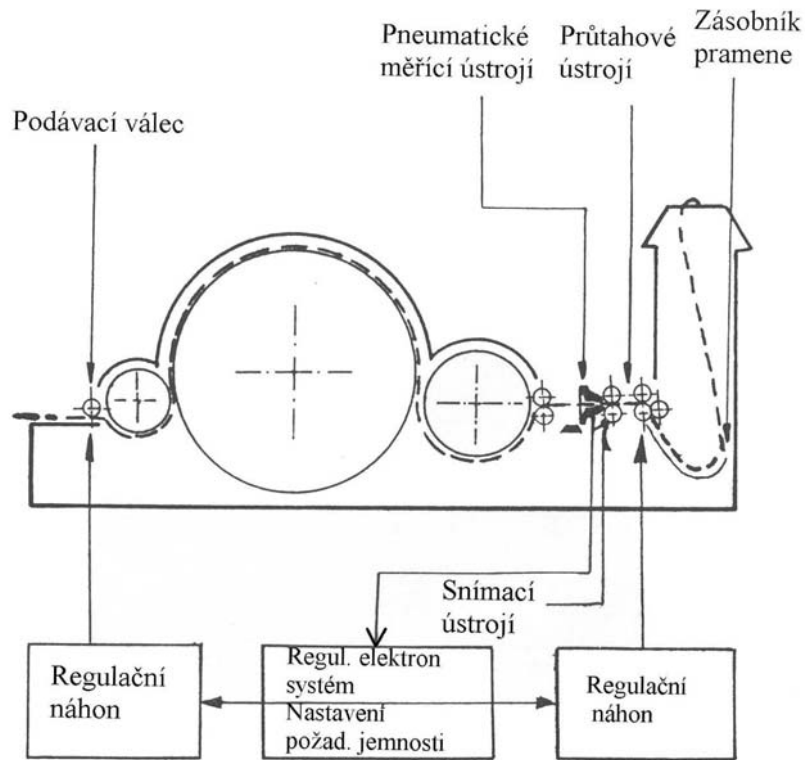 Pneumatické
měřící ústrojí
Průtahové
ústrojí
Zásobník
pramene
Podávací válec
Snímací
ústrojí
Regulační
náhon
Regul. elektron
systém
Nastavení
požad. jemnosti
Regulační
náhon